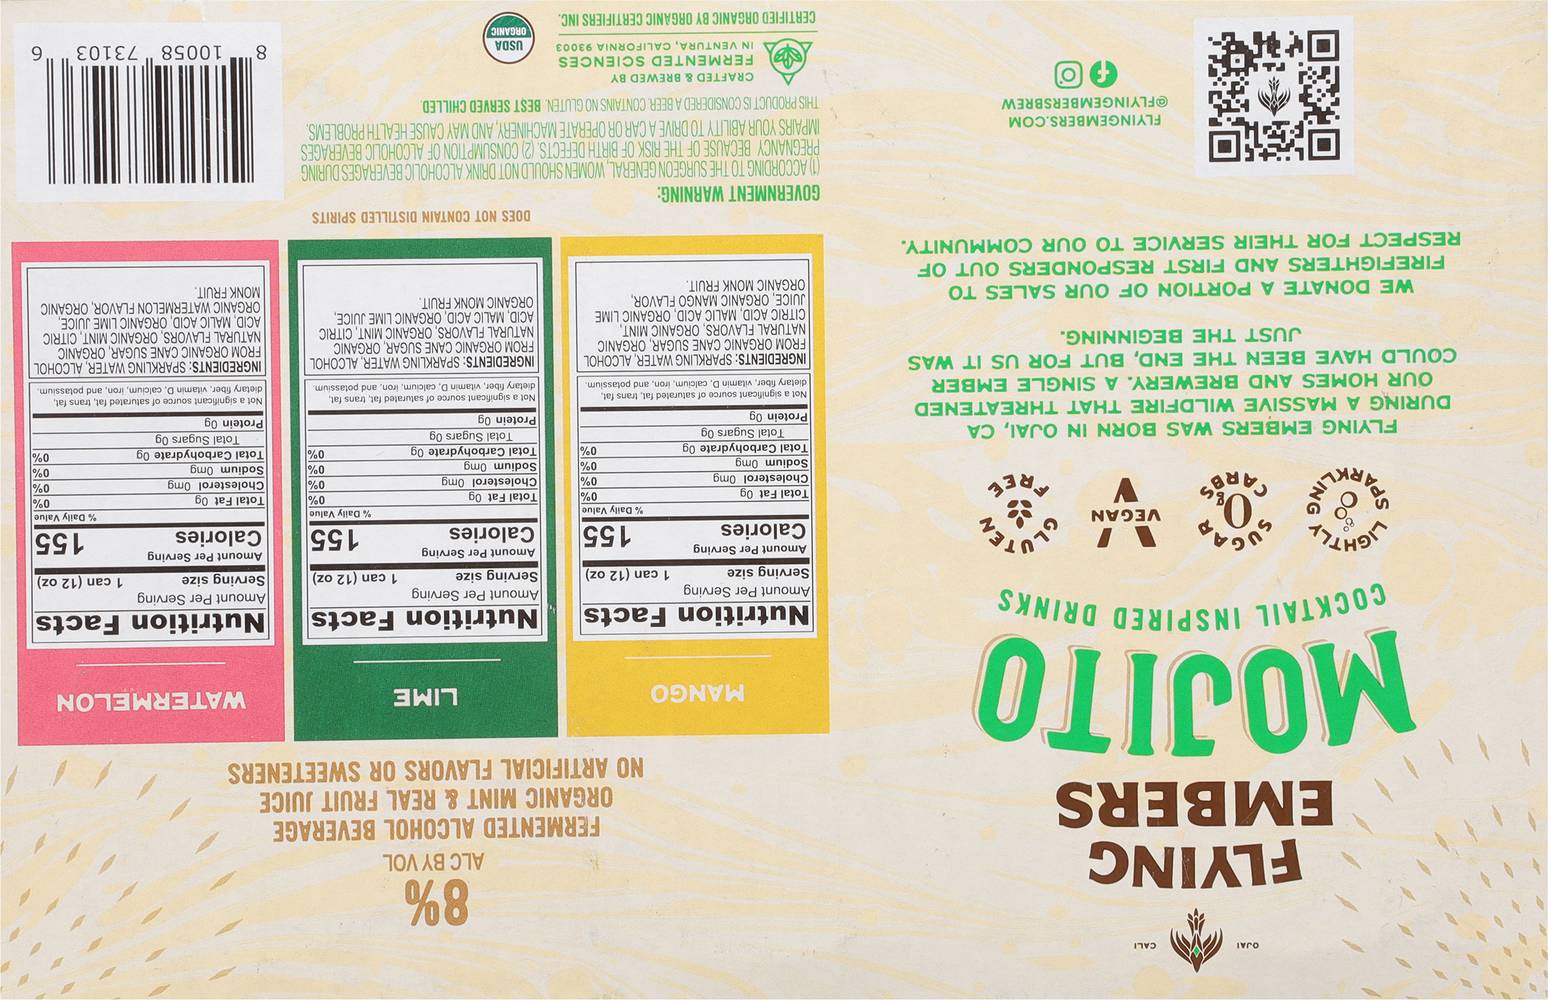 OJAI CALI
FLYING
EMBERS
MOJITO
COCKTAIL INSPIRED DRINKS
LIGHTLY SPARKLING
0g SUGAR CARBS
VEGAN
V
GLUTEN FREE
FLYING EMBERS WAS BORN IN OJAI, CA
DURING A MASSIVE WILDFIRE THAT THREATENED
OUR HOMES AND BREWERY. A SINGLE EMBER
COULD HAVE BEEN THE END, BUT FOR US IT WAS
JUST THE BEGINNING.
WE DONATE A PORTION OF OUR SALES TO
FIREFIGHTERS AND FIRST RESPONDERS OUT OF
RESPECT FOR THEIR SERVICE TO OUR COMMUNITY.
FLYINGEMBERS.COM
@FLYINGEMBERSBREW
8%
ALC BY VOL
FERMENTED ALCOHOL BEVERAGE
ORGANIC MINT & REAL FRUIT JUICE
NO ARTIFICIAL FLAVORS OR SWEETENERS
MANGO
Nutrition Facts
Amount Per Serving
Serving size 1 can (12 oz)
Amount Per Serving
Calories 155
% Daily Value
Total Fat 0g 0%
Cholesterol 0mg 0%
Sodium 0mg 0%
Total Carbohydrate 0g 0%
Total Sugars 0g
Protein 0g
Not a significant source of saturated fat, trans fat,
dietary fiber, vitamin D, calcium, iron, and potassium.
INGREDIENTS: SPARKLING WATER, ALCOHOL
FROM ORGANIC CANE SUGAR, ORGANIC
NATURAL FLAVORS, ORGANIC MINT,
CITRIC ACID, MALIC ACID, ORGANIC LIME
JUICE, ORGANIC MANGO FLAVOR,
ORGANIC MONK FRUIT.
LIME
Nutrition Facts
Amount Per Serving
Serving size 1 can (12 oz)
Amount Per Serving
Calories 155
% Daily Value
Total Fat 0g 0%
Cholesterol 0mg 0%
Sodium 0mg 0%
Total Carbohydrate 0g 0%
Total Sugars 0g
Protein 0g
Not a significant source of saturated fat, trans fat,
dietary fiber, vitamin D, calcium, iron, and potassium.
INGREDIENTS: SPARKLING WATER, ALCOHOL
FROM ORGANIC CANE SUGAR, ORGANIC
NATURAL FLAVORS, ORGANIC MINT, CITRIC
ACID, MALIC ACID, ORGANIC LIME JUICE,
ORGANIC MONK FRUIT.
WATERMELON
Nutrition Facts
Amount Per Serving
Serving size 1 can (12 oz)
Amount Per Serving
Calories 155
% Daily Value
Total Fat 0g 0%
Cholesterol 0mg 0%
Sodium 0mg 0%
Total Carbohydrate 0g 0%
Total Sugars 0g
Protein 0g
Not a significant source of saturated fat, trans fat,
dietary fiber, vitamin D, calcium, iron, and potassium.
INGREDIENTS: SPARKLING WATER, ALCOHOL
FROM ORGANIC CANE SUGAR, ORGANIC
NATURAL FLAVORS, ORGANIC MINT, CITRIC
ACID, MALIC ACID, ORGANIC LIME JUICE,
ORGANIC WATERMELON FLAVOR, ORGANIC
MONK FRUIT.
DOES NOT CONTAIN DISTILLED SPIRITS
GOVERNMENT WARNING:
(1) ACCORDING TO THE SURGEON GENERAL, WOMEN SHOULD NOT DRINK ALCOHOLIC BEVERAGES DURING
PREGNANCY BECAUSE OF THE RISK OF BIRTH DEFECTS. (2) CONSUMPTION OF ALCOHOLIC BEVERAGES
IMPAIRS YOUR ABILITY TO DRIVE A CAR OR OPERATE MACHINERY, AND MAY CAUSE HEALTH PROBLEMS.
THIS PRODUCT IS CONSIDERED A BEER. CONTAINS NO GLUTEN. BEST SERVED CHILLED
CRAFTED & BREWED BY
FERMENTED SCIENCES
IN VENTURA, CALIFORNIA 93003
CERTIFIED ORGANIC BY ORGANIC CERTIFIERS INC.
USDA
ORGANIC
8 10058 73103 6